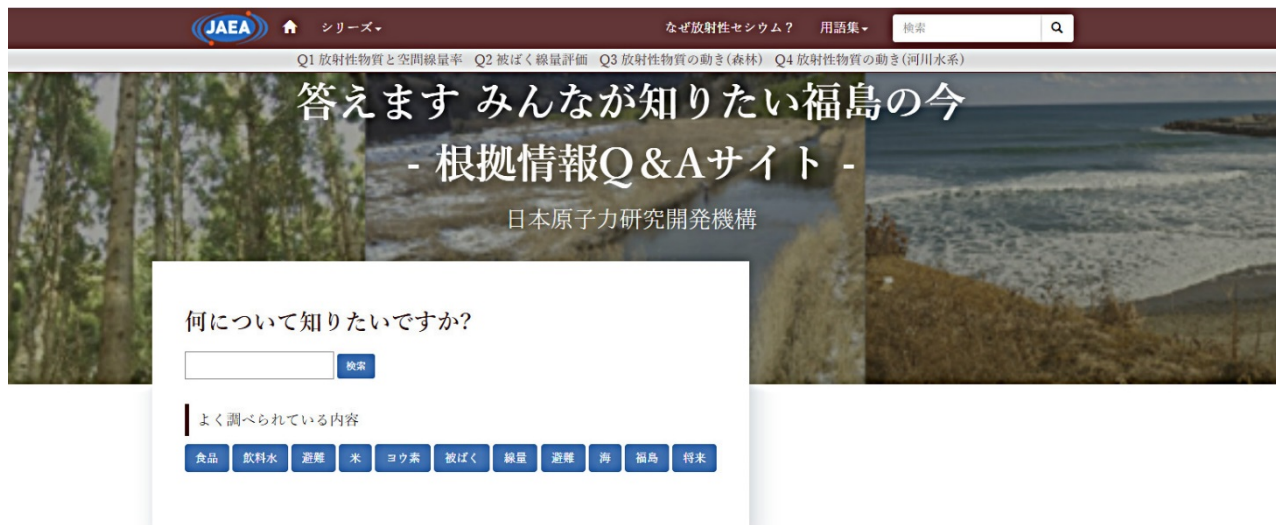 JAEA シリーズ なぜ放射性セシウム？ 用語集 検索
Q1 放射性物質と空間線量率 Q2 被ばく線量評価 Q3 放射性物質の動き(森林) Q4 放射性物質の動き(河川水系)
答えます みんなが知りたい福島の今
- 根拠情報Q＆Aサイト -
日本原子力研究開発機構
何について知りたいですか?
検索
よく調べられている内容
食品 飲料水 避難 米 ヨウ素 被ばく 線量 避難 海 福島 将来